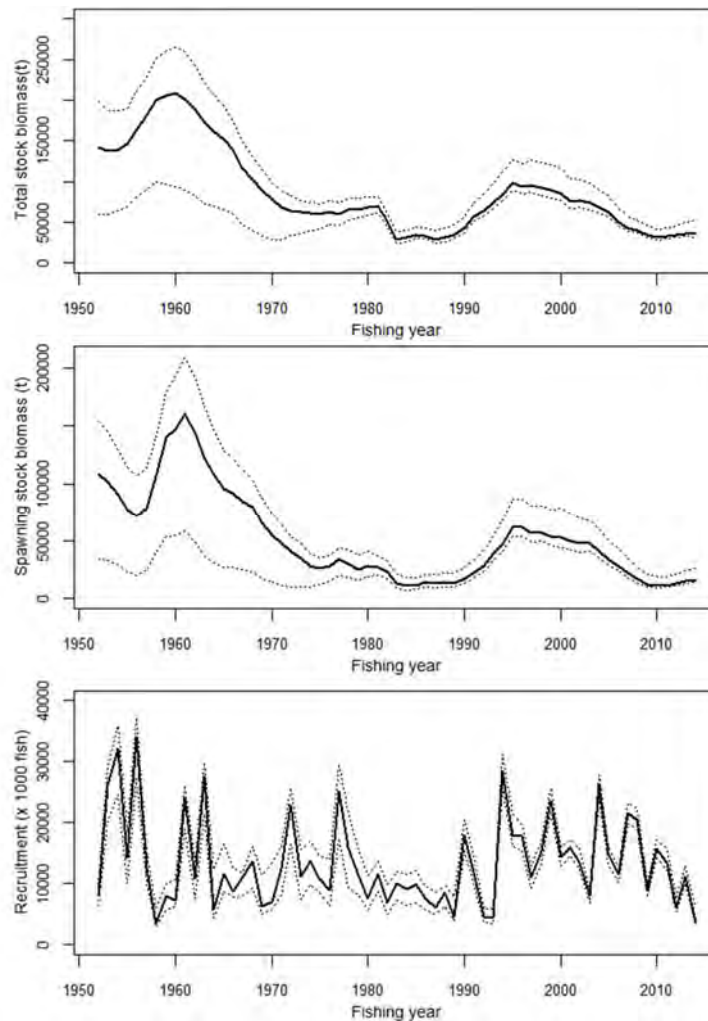 Total stock biomass(t)
0 50000 150000 250000
1950 1960 1970 1980 1990 2000 2010
Fishing year
Spawning stock biomass (t)
0 50000 100000 200000
1950 1960 1970 1980 1990 2000 2010
Fishing year
Recruitment (x 1000 fish)
0 10000 20000 30000 40000
1950 1960 1970 1980 1990 2000 2010
Fishing year